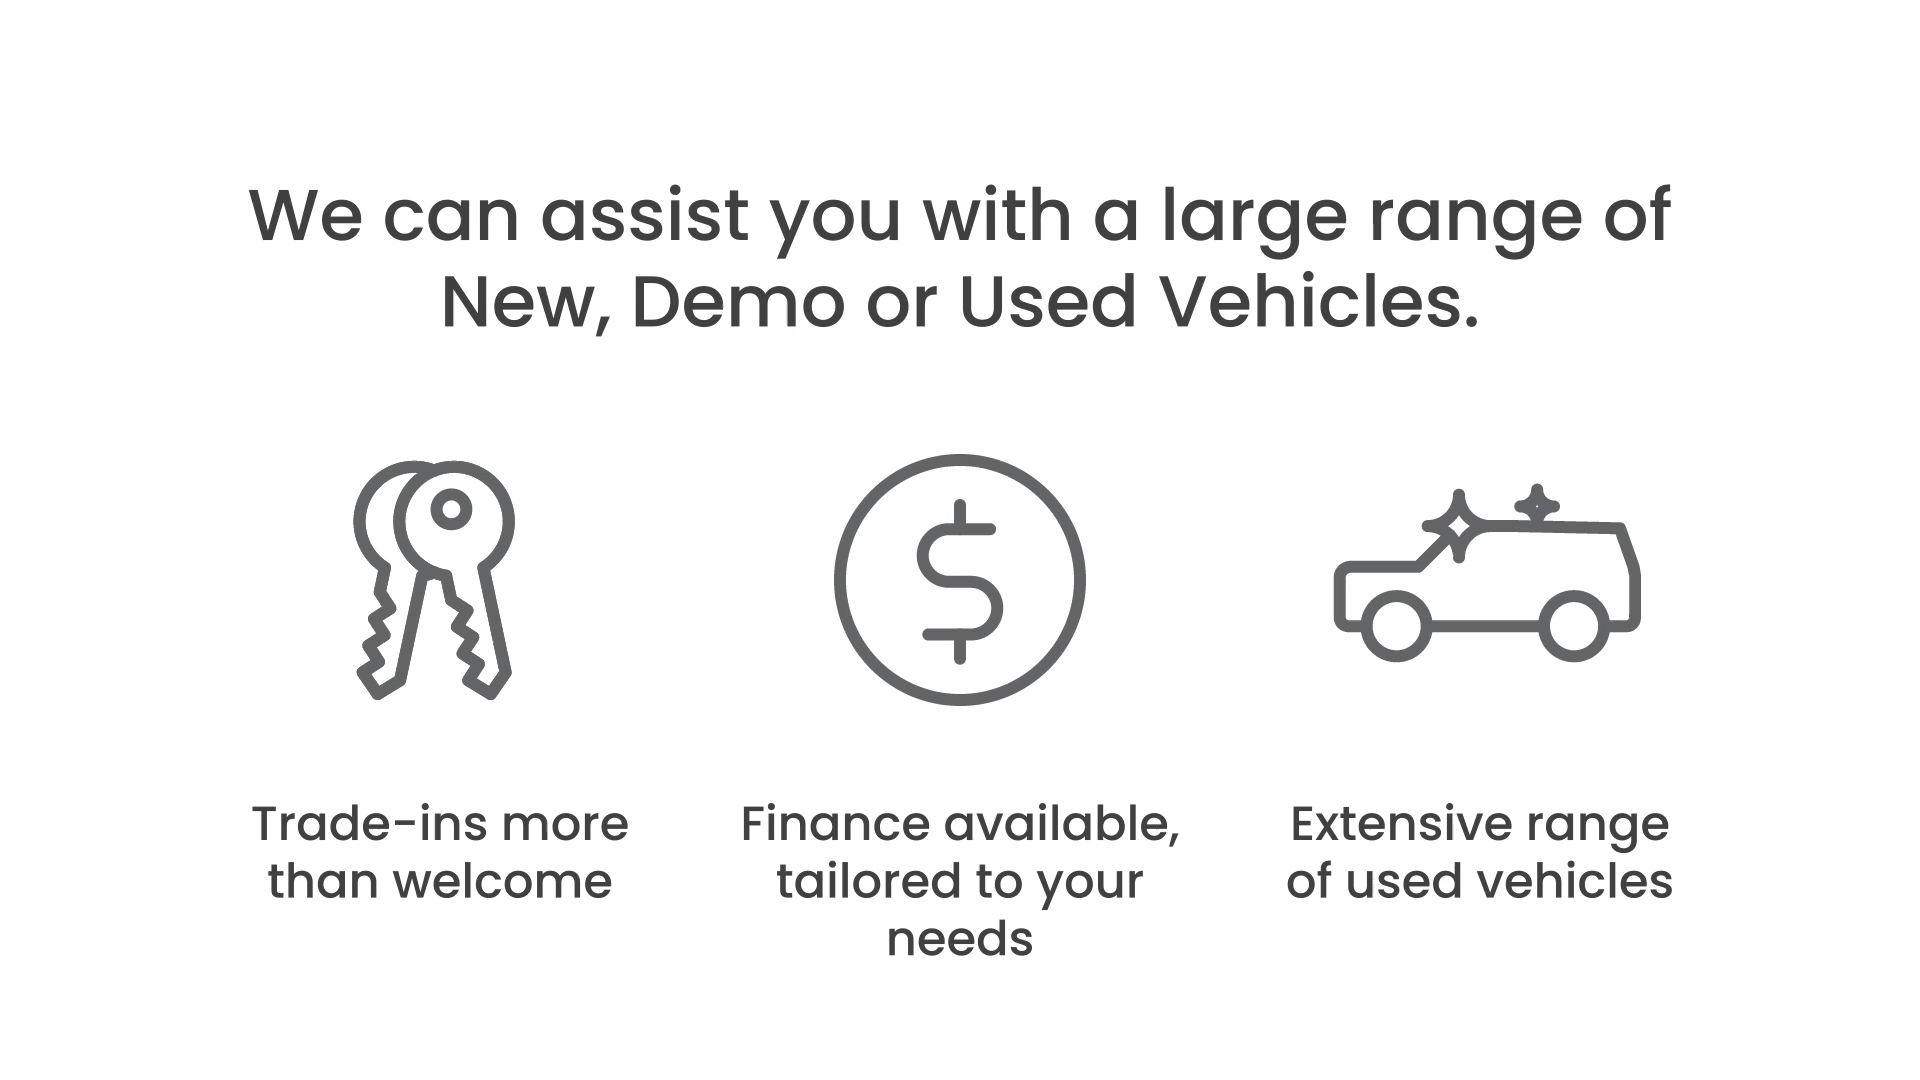 We can assist you with a large range of
New, Demo or Used Vehicles.
Trade-ins more
than welcome
Finance available,
tailored to your
needs
Extensive range
of used vehicles